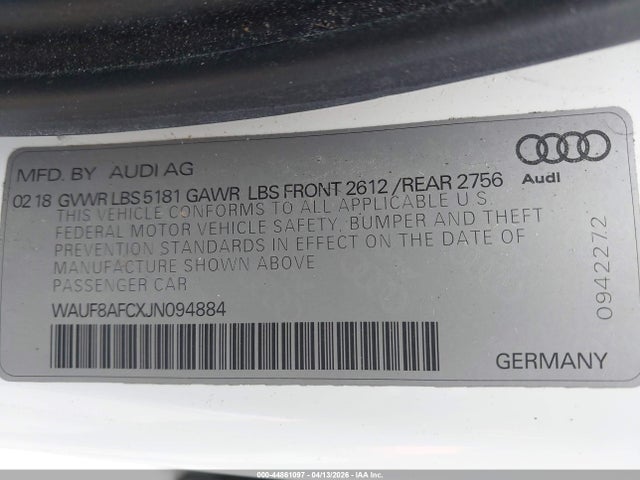 MFD. BY AUDI AG
Audi
02 18 GVWR LBS 5181 GAWR LBS FRONT 2612 / REAR 2756
THIS VEHICLE CONFORMS TO ALL APPLICABLE U.S.
FEDERAL MOTOR VEHICLE SAFETY, BUMPER AND THEFT
PREVENTION STANDARDS IN EFFECT ON THE DATE OF
MANUFACTURE SHOWN ABOVE
PASSENGER CAR
WAUF8AFCXJN094884
0942272
GERMANY
000-44861097 - 04/13/2026 - IAAI.COM